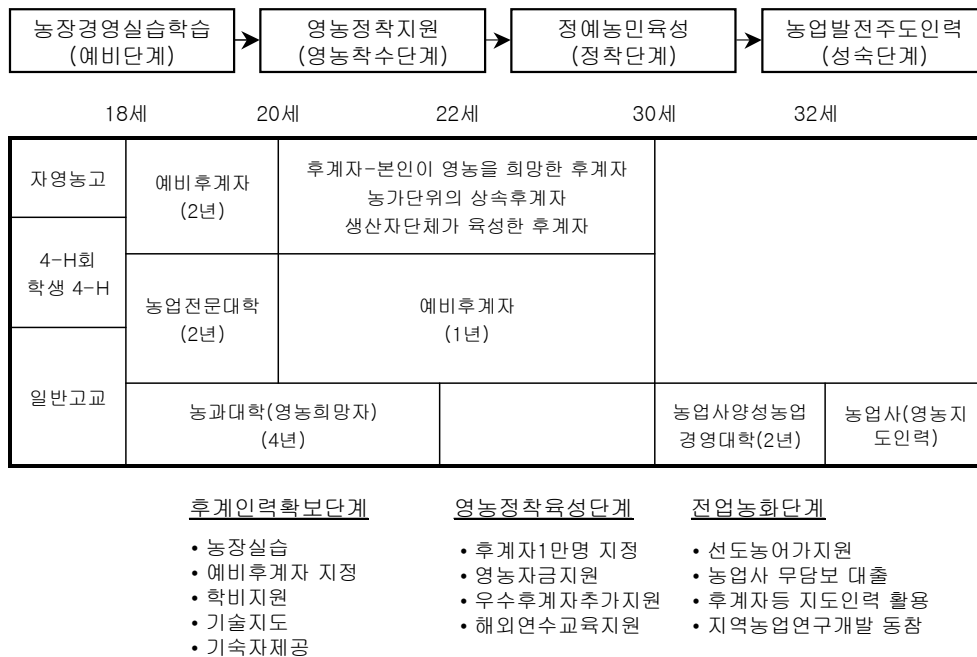 농장경영실습학습
(예비단계)
영농정착지원
(영농착수단계)
정예농민육성
(정착단계)
농업발전주도인력
(성숙단계)
18세
20세
22세
30세
32세
자영농고
4-H회
학생 4-H
일반고교
예비후계자
(2년)
후계자-본인이 영농을 희망한 후계자
농가단위의 상속후계자
생산자단체가 육성한 후계자
농업전문대학
(2년)
예비후계자
(1년)
농과대학(영농희망자)
(4년)
농업사양성농업
경영대학(2년)
농업사(영농지
도인력)
후계인력확보단계
• 농장실습
• 예비후계자 지정
• 학비지원
• 기술지도
• 기숙자제공
영농정착육성단계
• 후계자1만명 지정
• 영농자금지원
• 우수후계자추가지원
• 해외연수교육지원
전업농화단계
• 선도농어가지원
• 농업사 무담보 대출
• 후계자등 지도인력 활용
• 지역농업연구개발 동참